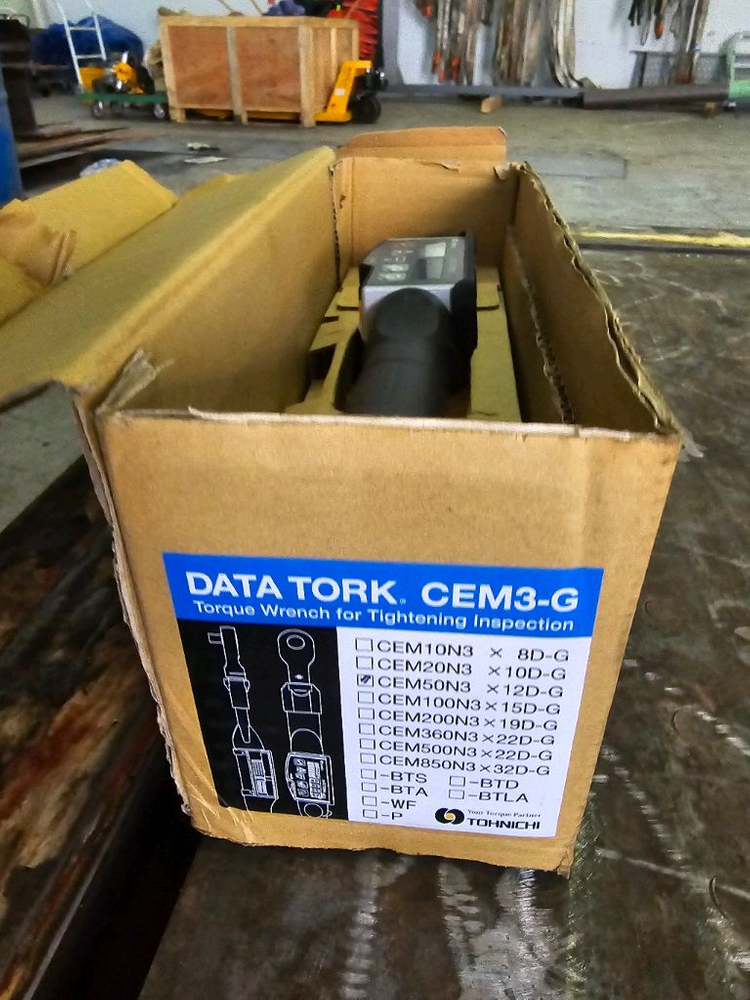 DATA TORK® CEM3-G
Torque Wrench for Tightening Inspection
☐CEM10N3 × 8D-G
☐CEM20N3 ×10D-G
☑CEM50N3 ×12D-G
☐CEM100N3×15D-G
☐CEM200N3×19D-G
☐CEM360N3×22D-G
☐CEM500N3×22D-G
☐CEM850N3×32D-G
☐-BTS ☐-BTD
☐-BTA ☐-BTLA
☐-WF
☐-P
Your Torque Partner
TOHNICHI